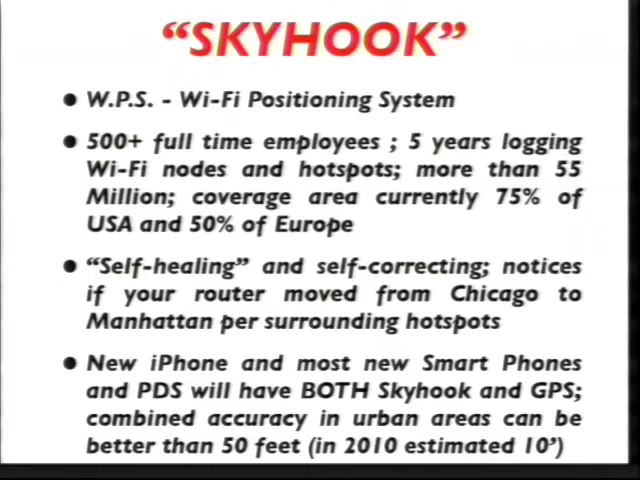 “SKYHOOK”
• W.P.S. - Wi-Fi Positioning System
• 500+ full time employees ; 5 years logging
Wi-Fi nodes and hotspots; more than 55
Million; coverage area currently 75% of
USA and 50% of Europe
• “Self-healing” and self-correcting; notices
if your router moved from Chicago to
Manhattan per surrounding hotspots
• New iPhone and most new Smart Phones
and PDS will have BOTH Skyhook and GPS;
combined accuracy in urban areas can be
better than 50 feet (in 2010 estimated 10’)